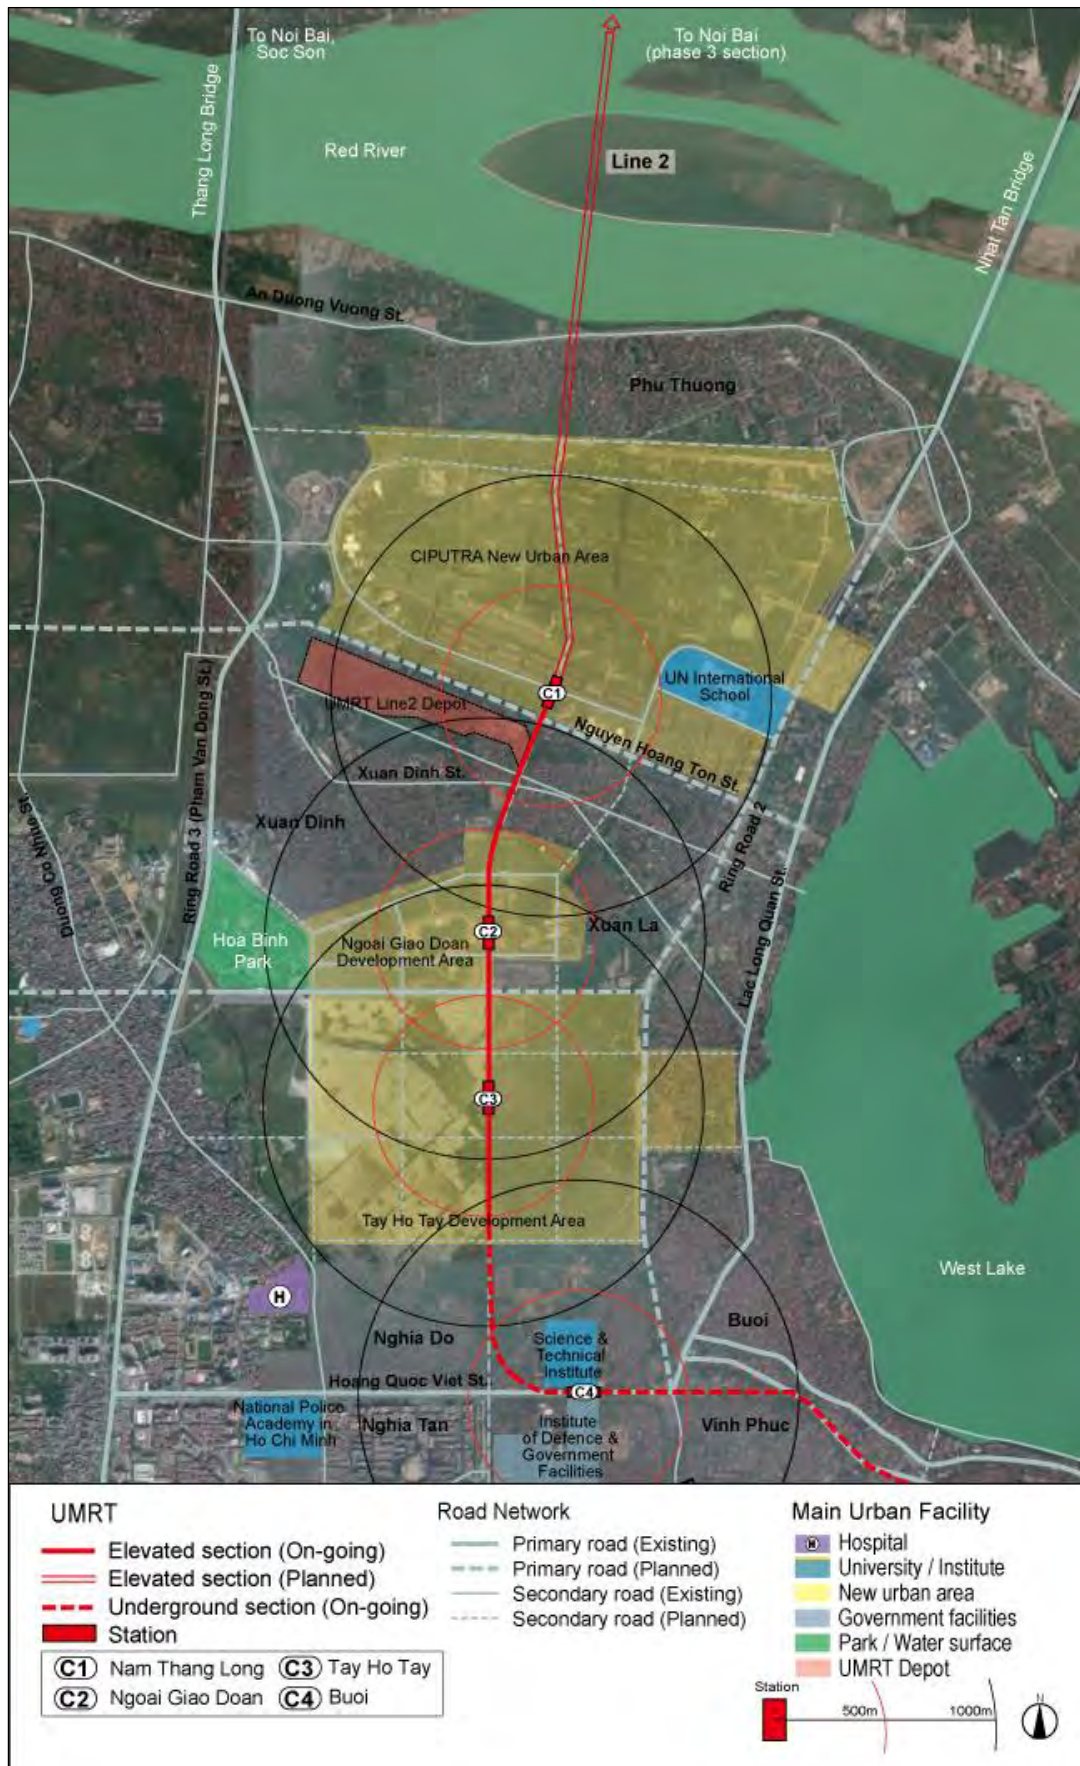 To Noi Bai,
Soc Son
To Noi Bai
(phase 3 section)
Thang Long Bridge
Red River
Line 2
Nhat Tan Bridge
An Duong Vuong St.
Phu Thuong
CIPUTRA New Urban Area
UN International
School
C1
UMRT Line2 Depot
Nguyen Hoang Ton St.
Xuan Dinh St.
Xuan Dinh
Ring Road 3 (Pham Van Dong St.)
Duong Co Nhue St.
Ring Road 2
Lac Long Quan St.
Xuan La
C2
Hoa Binh
Park
Ngoai Giao Doan
Development Area
C3
Tay Ho Tay Development Area
West Lake
H
Nghia Do
Science &
Technical
Institute
Buoi
Hoang Quoc Viet St.
C4
National Police
Academy in
Ho Chi Minh
Nghia Tan
Institute
of Defence &
Government
Facilities
Vinh Phuc
UMRT
Elevated section (On-going)
Elevated section (Planned)
Underground section (On-going)
Station
C1 Nam Thang Long
C3 Tay Ho Tay
C2 Ngoai Giao Doan
C4 Buoi
Road Network
Primary road (Existing)
Primary road (Planned)
Secondary road (Existing)
Secondary road (Planned)
Main Urban Facility
H Hospital
University / Institute
New urban area
Government facilities
Park / Water surface
UMRT Depot
Station
500m
1000m
N